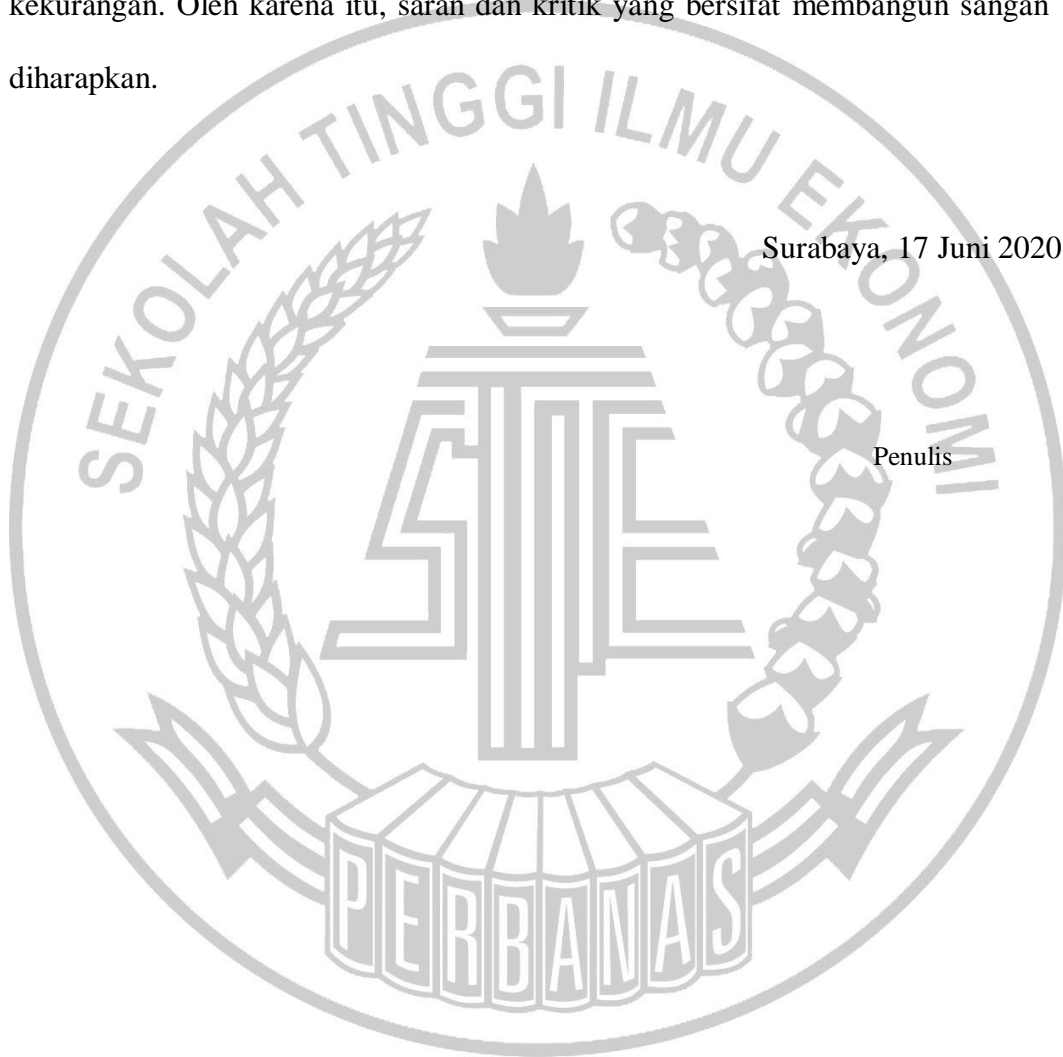 kekurangan. Oleh karena itu, saran dan kritik yang bersifat membangun sangan
diharapkan.
SEKOLAH TINGGI ILMU EKONOMI
Surabaya, 17 Juni 2020
Penulis
STIE
PERBANAS